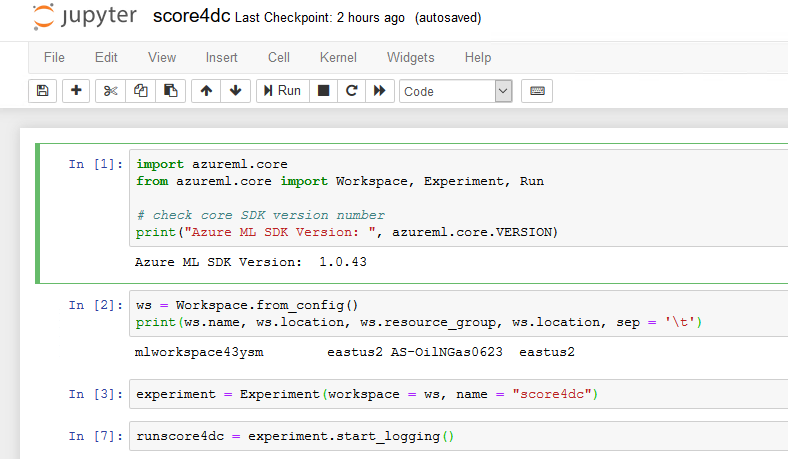 jupyter score4dc Last Checkpoint: 2 hours ago (autosaved)
File Edit View Insert Cell Kernel Widgets Help
Run Code
In [1]: import azureml.core
from azureml.core import Workspace, Experiment, Run
# check core SDK version number
print("Azure ML SDK Version: ", azureml.core.VERSION)
Azure ML SDK Version:  1.0.43
In [2]: ws = Workspace.from_config()
print(ws.name, ws.location, ws.resource_group, ws.location, sep = '\t')
mlworkspace43ysm eastus2 AS-OilNGas0623 eastus2
In [3]: experiment = Experiment(workspace = ws, name = "score4dc")
In [7]: runscore4dc = experiment.start_logging()